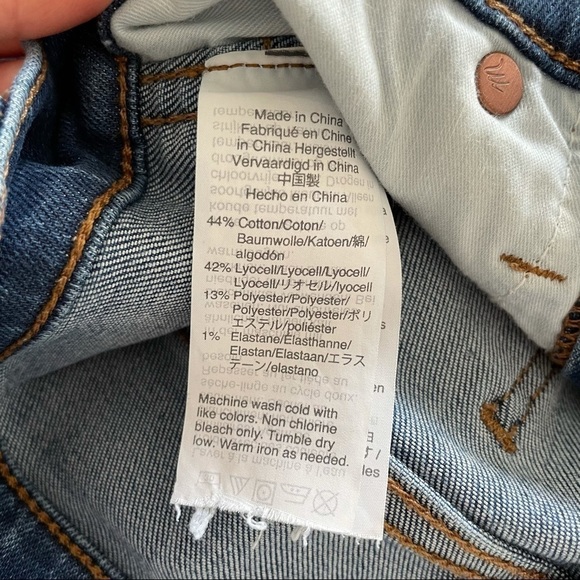 Made in China
Fabriqué en Chine
in China Hergestellt
Vervaardigd in China
中国製
Hecho en China
44% Cotton/Coton/
Baumwolle/Katoen/綿/
algodón
42% Lyocell/Lyocell/Lyocell/
Lyocell/リオセル/lyocell
13% Polyester/Polyester/
Polyester/Polyester/ポリ
エステル/poliéster
1% Elastane/Élasthanne/
Elastan/Elastaan/エラス
テーン/elastano
Machine wash cold with
like colors. Non chlorine
bleach only. Tumble dry
low. Warm iron as needed.